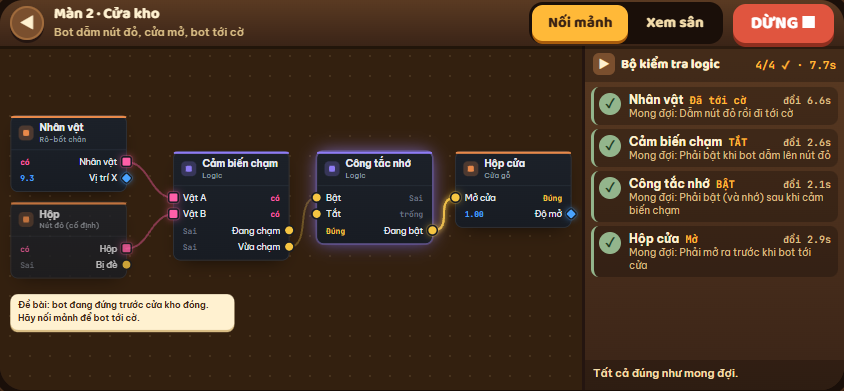 Màn 2 · Cửa kho
Bot dẫm nút đỏ, cửa mở, bot tới cờ
Nối mảnh
Xem sân
DỪNG
Nhân vật
Rô-bốt chân
có Nhân vật
9.3 Vị trí X
Hộp
Nút đỏ (cố định)
có Hộp
Sai Bị đè
Cảm biến chạm
Logic
Vật A có
Vật B có
Sai Đang chạm
Sai Vừa chạm
Công tắc nhớ
Logic
Bật Sai
Tắt trống
Đúng Đang bật
Hộp cửa
Cửa gỗ
Mở cửa Đúng
1.00 Độ mở
Đề bài: bot đang đứng trước cửa kho đóng.
Hãy nối mảnh để bot tới cờ.
Bộ kiểm tra logic 4/4 ✓ · 7.7s
Nhân vật Đã tới cờ đổi 6.6s
Mong đợi: Dẫm nút đỏ rồi đi tới cờ
Cảm biến chạm TẮT đổi 2.6s
Mong đợi: Phải bật khi bot dẫm lên nút đỏ
Công tắc nhớ BẬT đổi 2.1s
Mong đợi: Phải bật (và nhớ) sau khi cảm
biến chạm
Hộp cửa Mở đổi 2.9s
Mong đợi: Phải mở ra trước khi bot tới
cửa
Tất cả đúng như mong đợi.